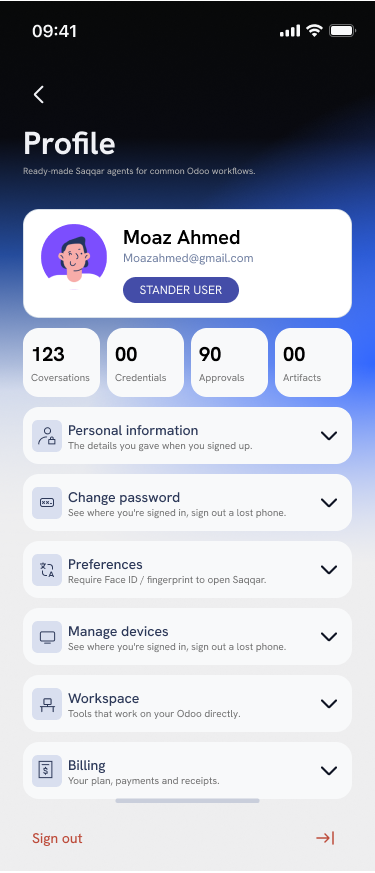 09:41
Profile
Ready-made Saqqar agents for common Odoo workflows.
Moaz Ahmed
Moazahmed@gmail.com
STANDER USER
123
Coversations
00
Credentials
90
Approvals
00
Artifacts
Personal information
The details you gave when you signed up.
Change password
See where you're signed in, sign out a lost phone.
Preferences
Require Face ID / fingerprint to open Saqqar.
Manage devices
See where you're signed in, sign out a lost phone.
Workspace
Tools that work on your Odoo directly.
Billing
Your plan, payments and receipts.
Sign out